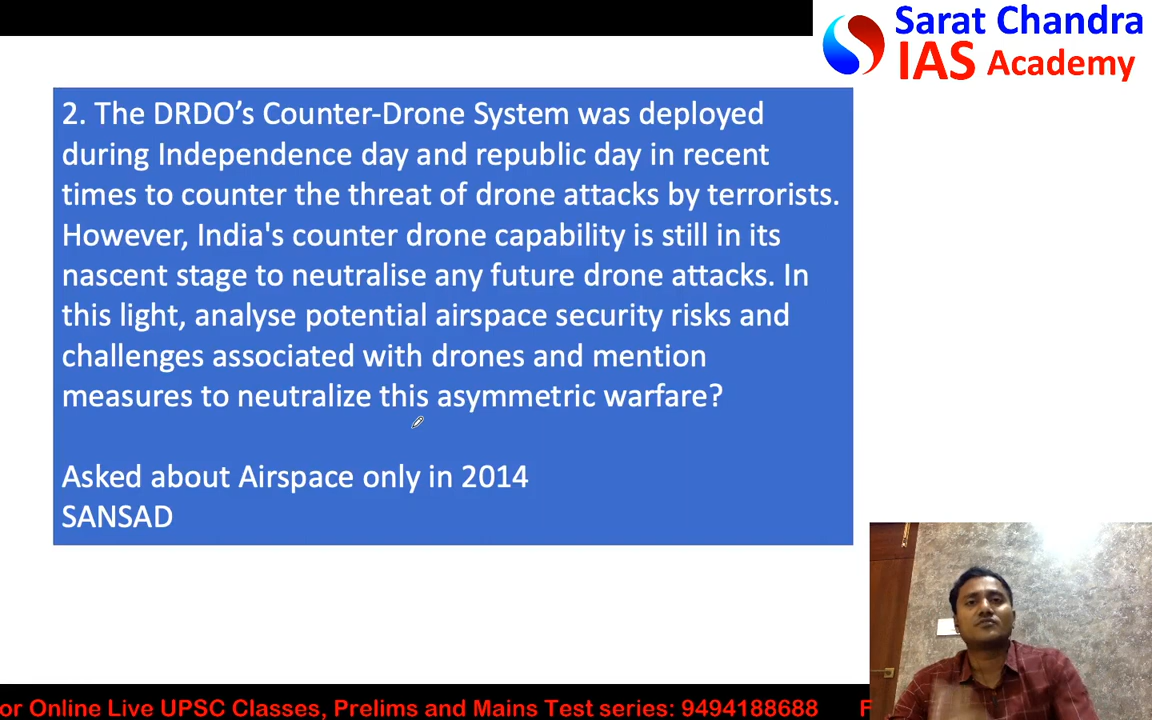 Sarat Chandra
IAS Academy
2. The DRDO’s Counter-Drone System was deployed
during Independence day and republic day in recent
times to counter the threat of drone attacks by terrorists.
However, India's counter drone capability is still in its
nascent stage to neutralise any future drone attacks. In
this light, analyse potential airspace security risks and
challenges associated with drones and mention
measures to neutralize this asymmetric warfare?
Asked about Airspace only in 2014
SANSAD
or Online Live UPSC Classes, Prelims and Mains Test series: 9494188688 F